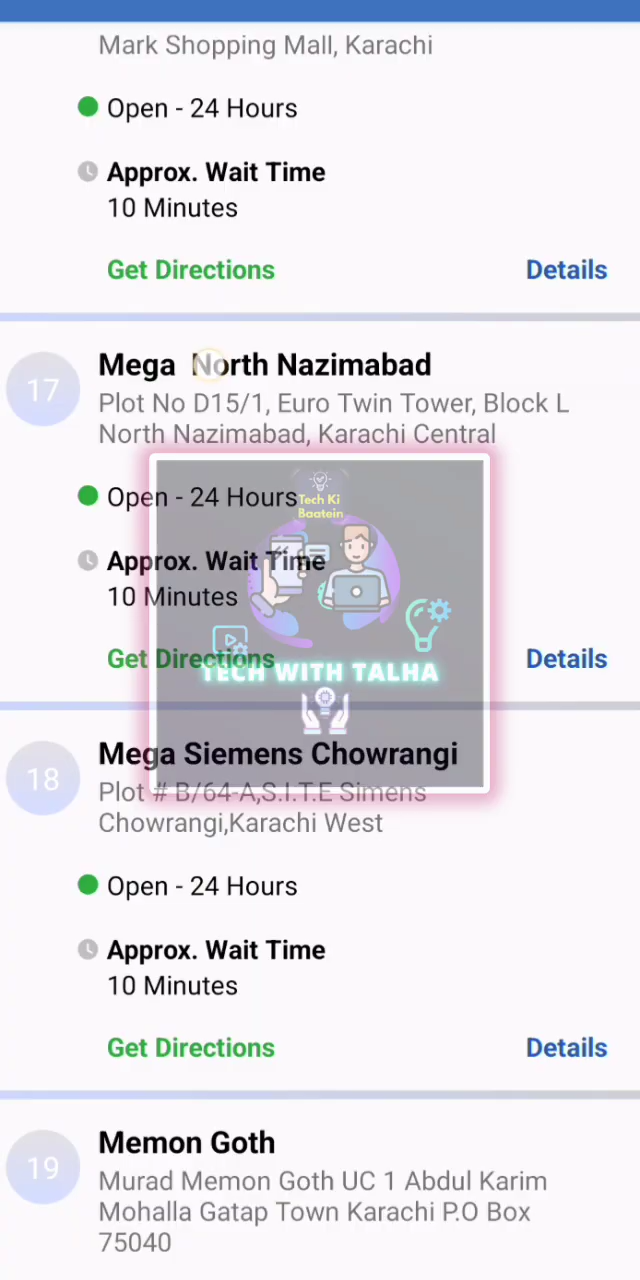 Mark Shopping Mall, Karachi
Open - 24 Hours
Approx. Wait Time
10 Minutes
Get Directions
Details
17
Mega North Nazimabad
Plot No D15/1, Euro Twin Tower, Block L
North Nazimabad, Karachi Central
Open - 24 Hours
Tech Ki
Baatein
Approx. Wait Time
10 Minutes
Get Directions
Details
TECH WITH TALHA
18
Mega Siemens Chowrangi
Plot # B/64-A,S.I.T.E Simens
Chowrangi,Karachi West
Open - 24 Hours
Approx. Wait Time
10 Minutes
Get Directions
Details
19
Memon Goth
Murad Memon Goth UC 1 Abdul Karim
Mohalla Gatap Town Karachi P.O Box
75040